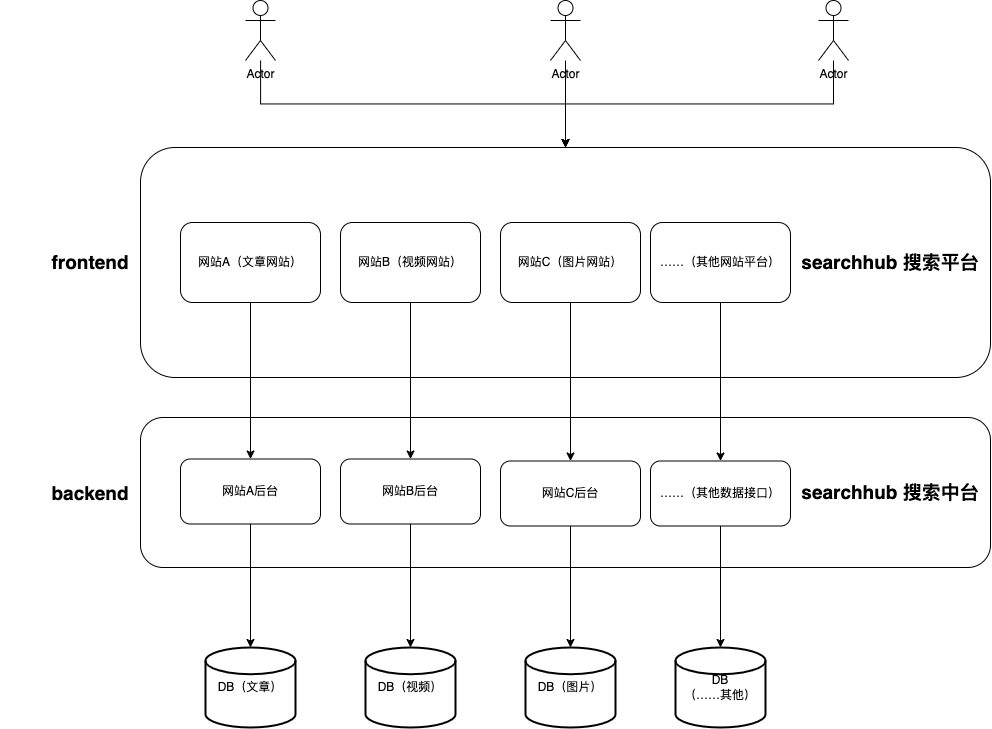 Actor
Actor
Actor
frontend
网站A（文章网站）
网站B（视频网站）
网站C（图片网站）
……（其他网站平台）
searchhub 搜索平台
backend
网站A后台
网站B后台
网站C后台
……（其他数据接口）
searchhub 搜索中台
DB（文章）
DB（视频）
DB（图片）
DB
（……其他）